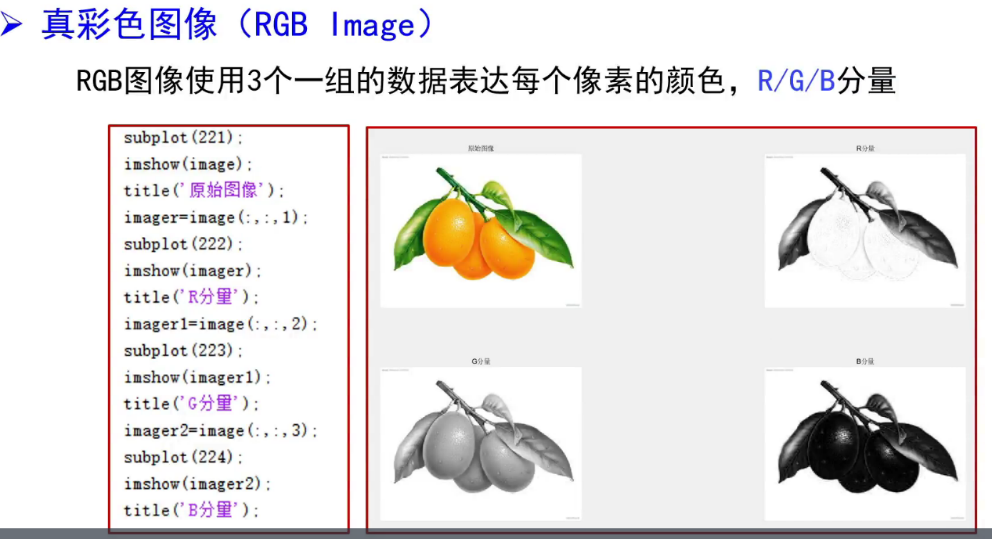 ➢ 真彩色图像（RGB Image）
RGB图像使用3个一组的数据表达每个像素的颜色，R/G/B分量
subplot(221);
imshow(image);
title('原始图像');
imager=image(:,:,1);
subplot(222);
imshow(imager);
title('R分量');
imager1=image(:,:,2);
subplot(223);
imshow(imager1);
title('G分量');
imager2=image(:,:,3);
subplot(224);
imshow(imager2);
title('B分量');
原始图像
R分量
G分量
B分量